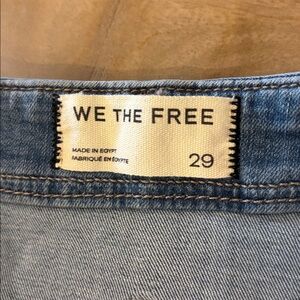 WE THE FREE
MADE IN EGYPT
FABRIQUÉ EN ÉGYPTE
29